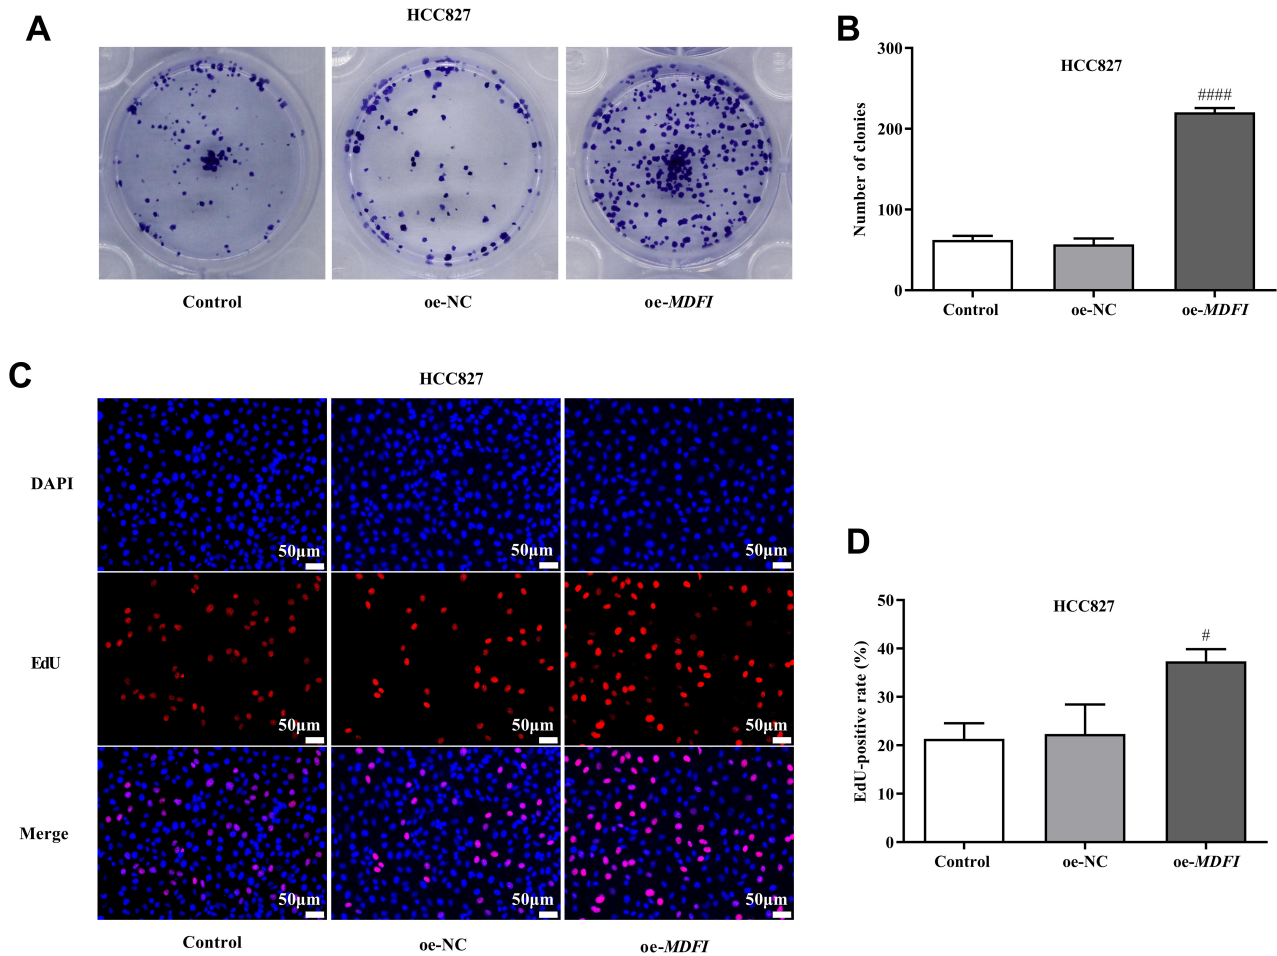 A
HCC827
Control
oe-NC
oe-MDFI
B
HCC827
Number of clonies
300
200
100
0
####
Control
oe-NC
oe-MDFI
C
HCC827
DAPI
50µm
50µm
50µm
EdU
50µm
50µm
50µm
Merge
50µm
50µm
50µm
Control
oe-NC
oe-MDFI
D
HCC827
EdU-positive rate (%)
50
40
30
20
10
0
#
Control
oe-NC
oe-MDFI